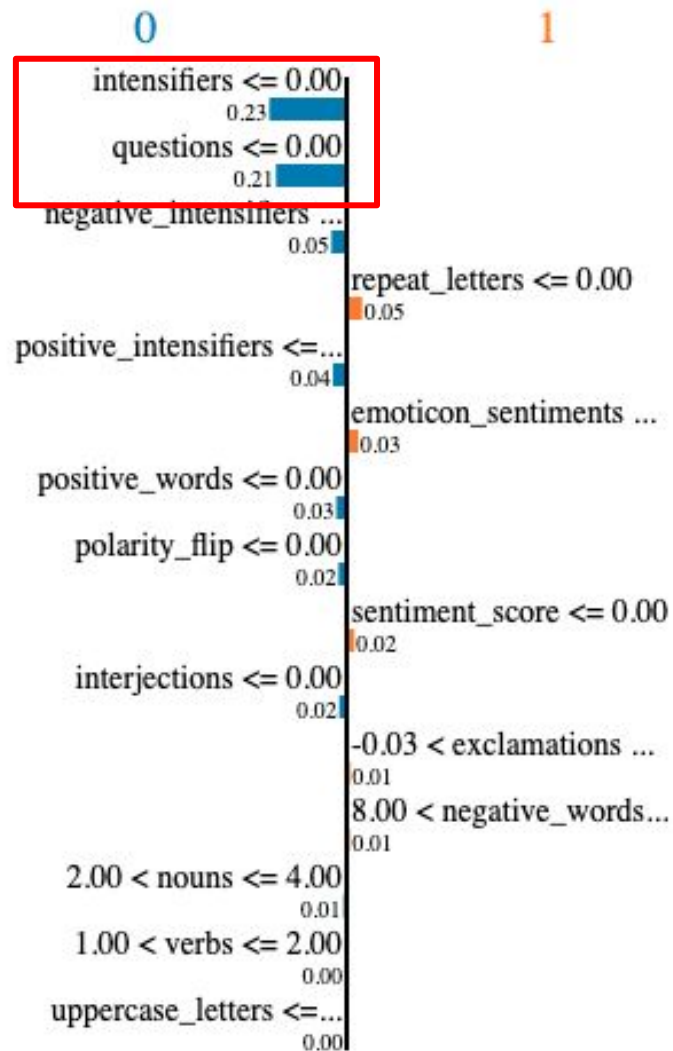 0 1
intensifiers <= 0.00
0.23
questions <= 0.00
0.21
negative_intensifiers ...
0.05
repeat_letters <= 0.00
0.05
positive_intensifiers <=...
0.04
emoticon_sentiments ...
0.03
positive_words <= 0.00
0.03
polarity_flip <= 0.00
0.02
sentiment_score <= 0.00
0.02
interjections <= 0.00
0.02
-0.03 < exclamations ...
0.01
8.00 < negative_words...
0.01
2.00 < nouns <= 4.00
0.01
1.00 < verbs <= 2.00
0.00
uppercase_letters <=...
0.00